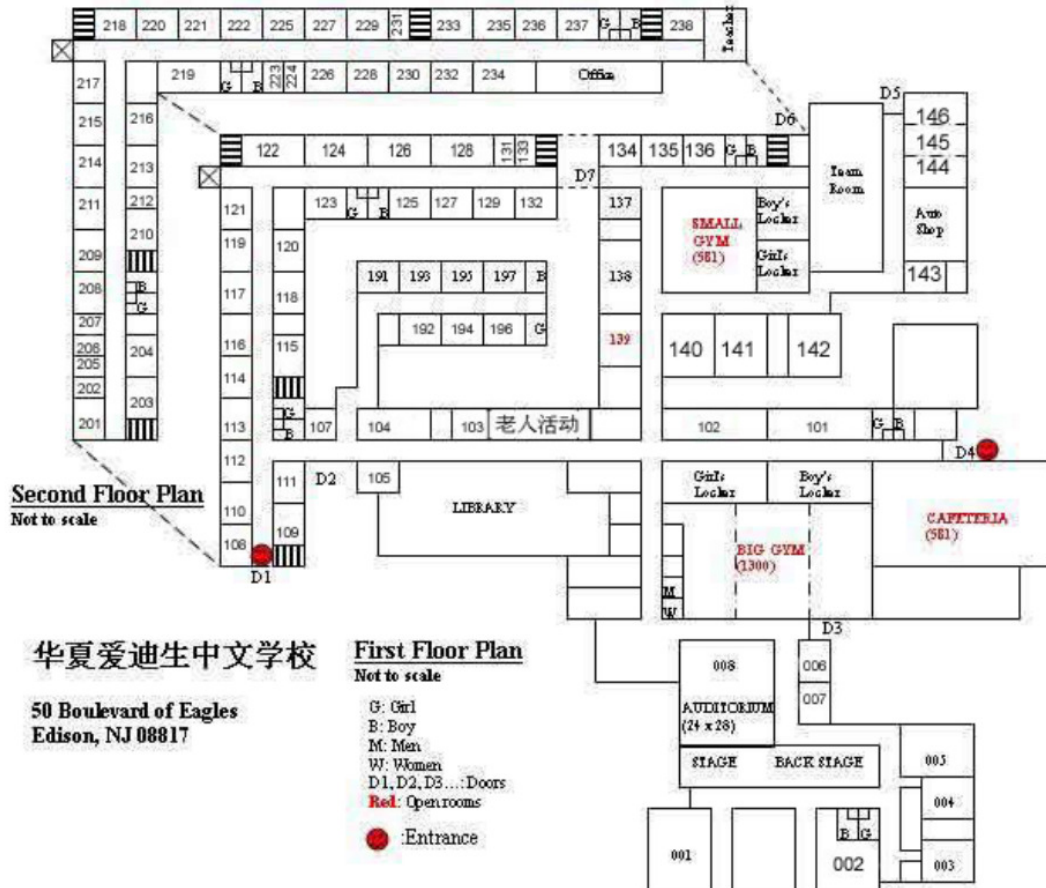 218 220 221 222 225 227 229 231 233 235 236 237 G B 238 Teacher
217 219 G B 223 224 226 228 230 232 234 Office
215 216
214 213
211 212
210
209
208 B G
207
206 204
205
202 203
201
D5
146
145
144
D6
122 124 126 128 131 133 134 135 136 G B
D7
Team
Room
121 123 G B 125 127 129 132 137
SMALL
GYM
(581)
Boy's
Locker
Girl's
Locker
Auto
Shop
119 120
191 193 195 197 B 138 143
117 118
192 194 196 G 139 140 141 142
116 115
114
113 G B 107 104 103 老人活动 102 101 G B
D4
112
111 D2 105 LIBRARY
Girl's
Locker
Boy's
Locker
CAFETERIA
(581)
110
109
108
D1
BIG GYM
(1300)
M
W
D3
Second Floor Plan
Not to scale
华夏爱迪生中文学校
50 Boulevard of Eagles
Edison, NJ 08817
First Floor Plan
Not to scale
G: Girl
B: Boy
M: Men
W: Women
D1, D2, D3...: Doors
Red: Open rooms
:Entrance
008
AUDITORIUM
(24 x 28)
006
007
STAGE BACK STAGE
005
004
B G
001 002 003